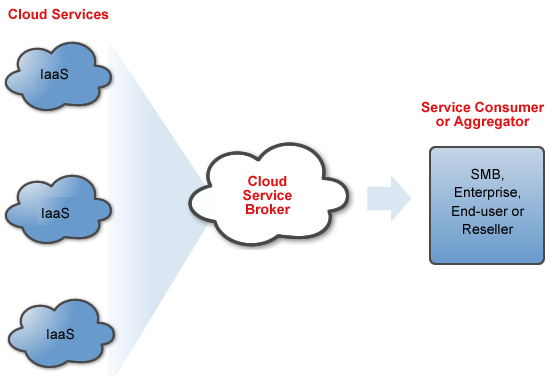 Cloud Services
IaaS
IaaS
IaaS
Cloud
Service
Broker
Service Consumer
or Aggregator
SMB,
Enterprise,
End-user or
Reseller